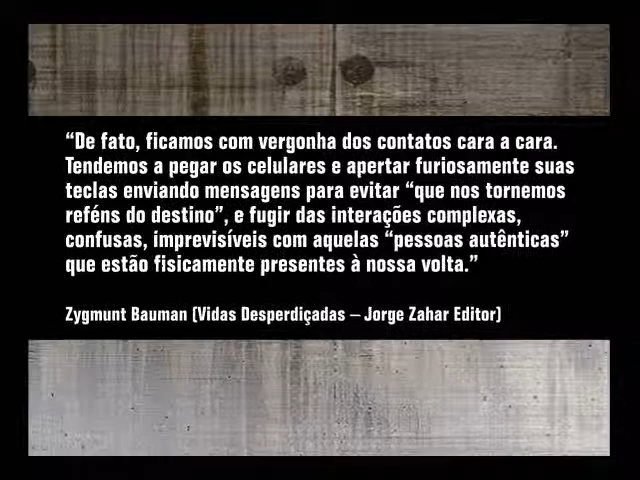 “De fato, ficamos com vergonha dos contatos cara a cara.
Tendemos a pegar os celulares e apertar furiosamente suas
teclas enviando mensagens para evitar “que nos tornemos
reféns do destino”, e fugir das interações complexas,
confusas, imprevisíveis com aquelas “pessoas autênticas”
que estão fisicamente presentes à nossa volta.”
Zygmunt Bauman (Vidas Desperdiçadas – Jorge Zahar Editor)